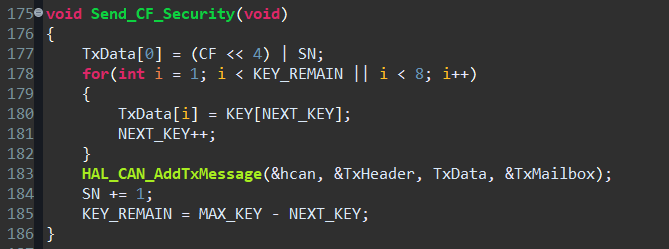 175 void Send_CF_Security(void)
176 {
177     TxData[0] = (CF << 4) | SN;
178     for(int i = 1; i < KEY_REMAIN || i < 8; i++)
179     {
180         TxData[i] = KEY[NEXT_KEY];
181         NEXT_KEY++;
182     }
183     HAL_CAN_AddTxMessage(&hcan, &TxHeader, TxData, &TxMailbox);
184     SN += 1;
185     KEY_REMAIN = MAX_KEY - NEXT_KEY;
186 }